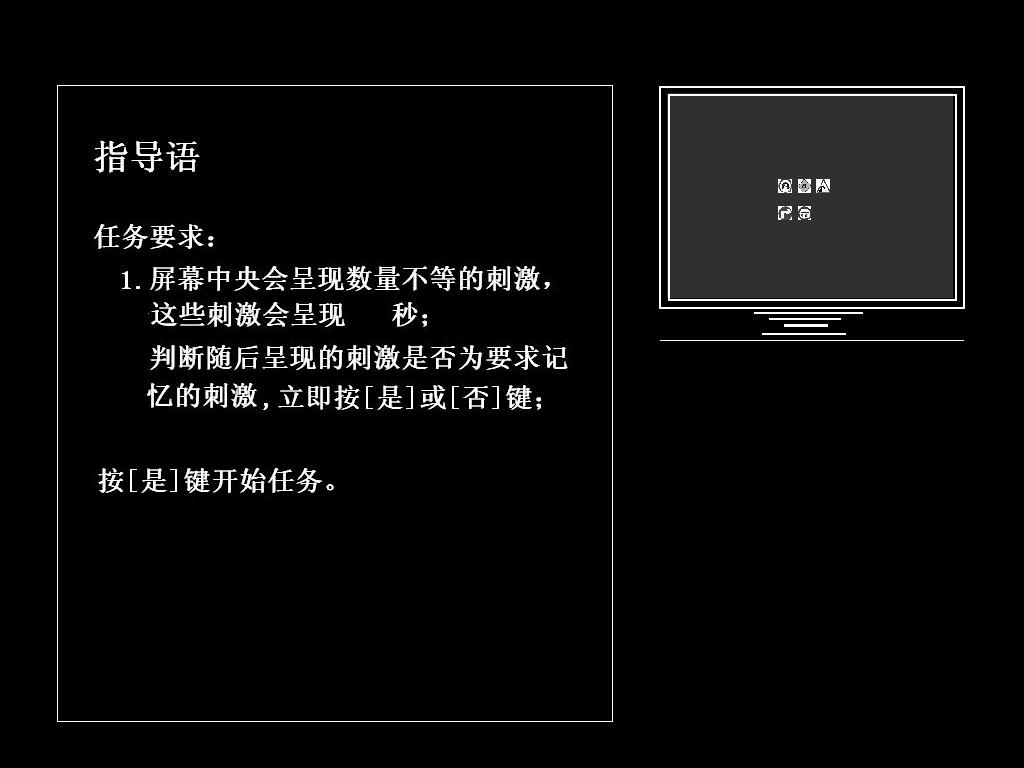 指导语
任务要求：
1.屏幕中央会呈现数量不等的刺激，
这些刺激会呈现　　秒；
判断随后呈现的刺激是否为要求记
忆的刺激,立即按[是]或[否]键；
按[是]键开始任务。